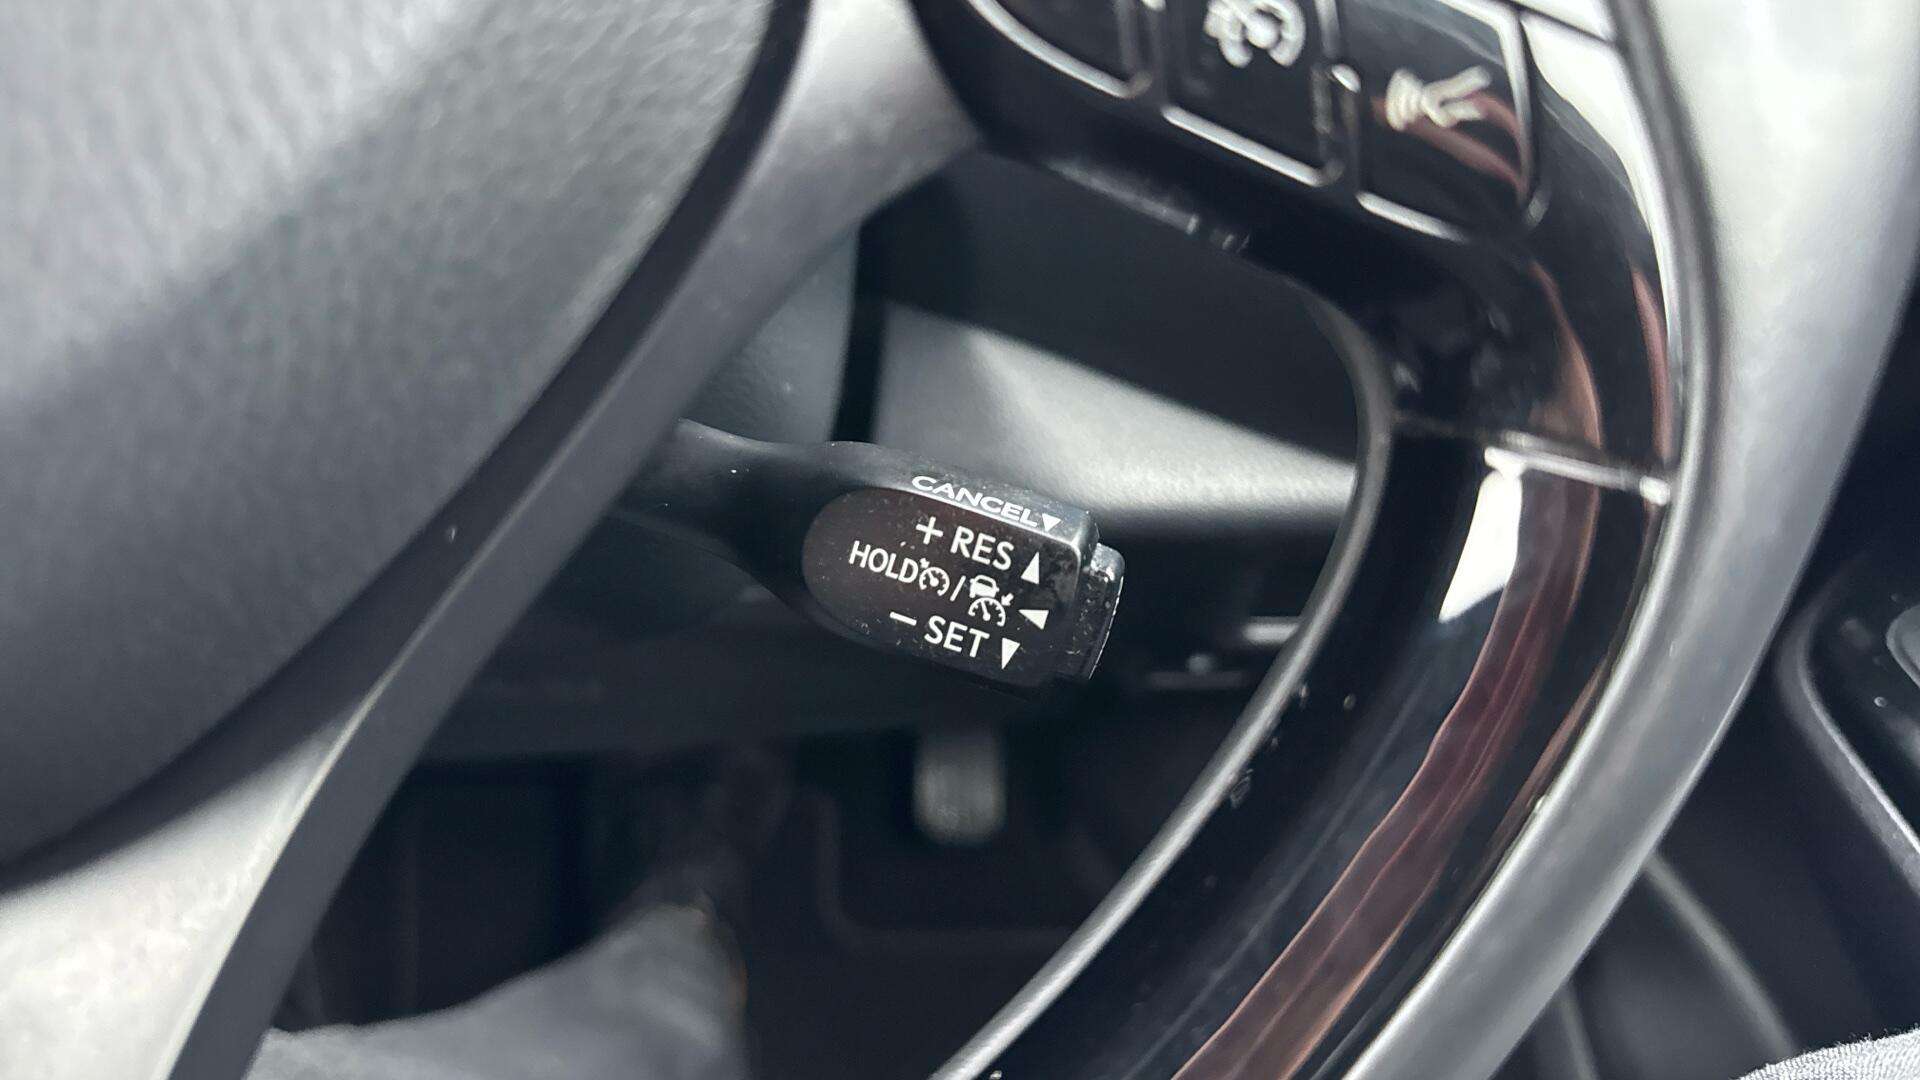 CANCEL▼
+ RES ▲
HOLD / ◀
− SET ▼